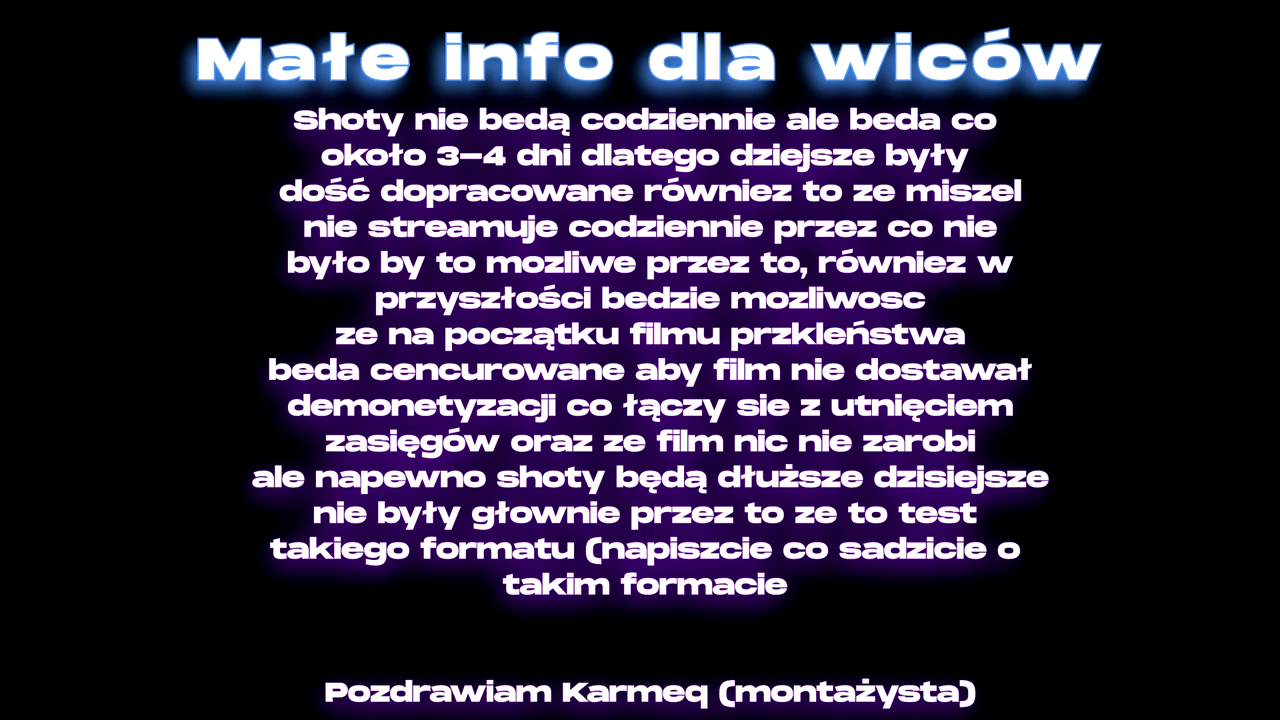 Małe info dla wiców
Shoty nie bedą codziennie ale beda co
około 3-4 dni dlatego dziejsze były
dość dopracowane równiez to ze miszel
nie streamuje codziennie przez co nie
było by to mozliwe przez to, równiez w
przyszłości bedzie mozliwosc
ze na początku filmu przkleństwa
beda cencurowane aby film nie dostawał
demonetyzacji co łączy sie z utnięciem
zasięgów oraz ze film nic nie zarobi
ale napewno shoty będą dłuższe dzisiejsze
nie były głownie przez to ze to test
takiego formatu (napiszcie co sadzicie o
takim formacie
Pozdrawiam Karmeq (montażysta)